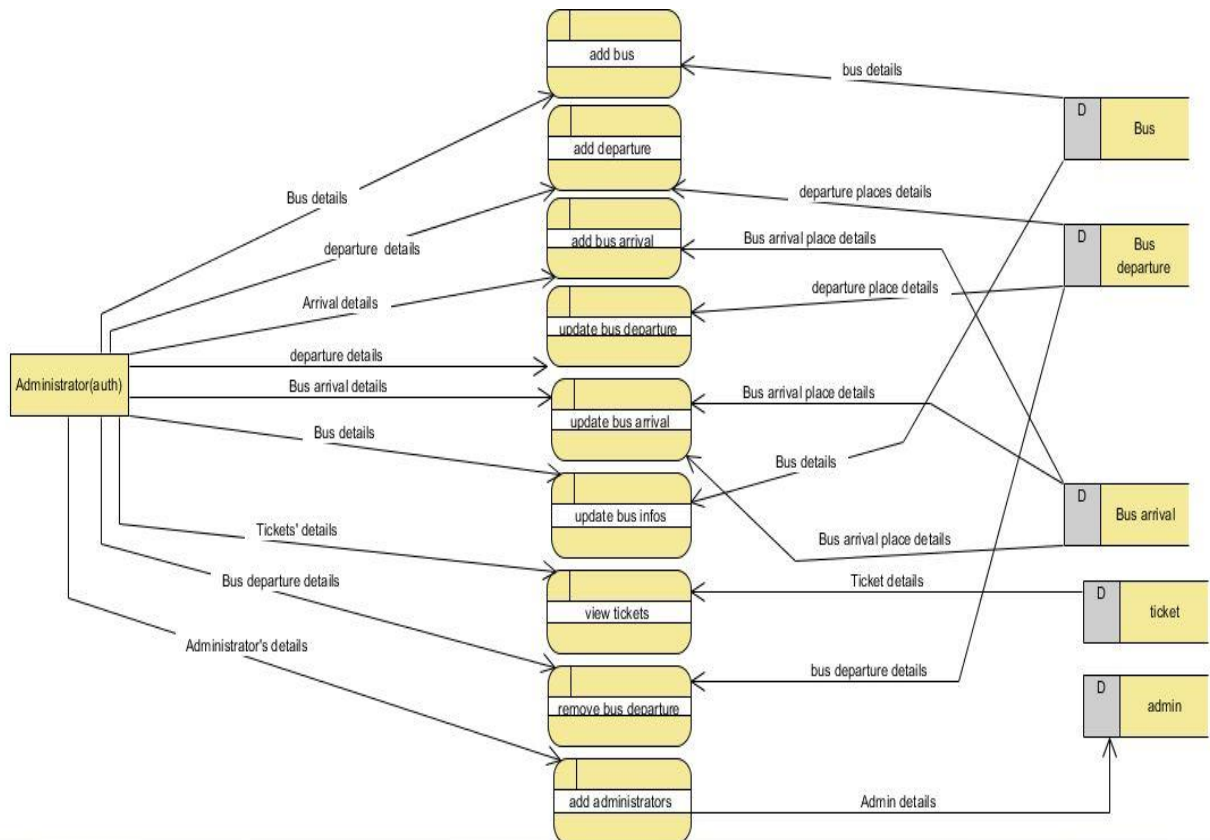 add bus
bus details
D
Bus
add departure
Bus details
departure places details
departure details
add bus arrival
Bus arrival place details
D
Bus
departure
Arrival details
departure place details
update bus departure
departure details
Administrator(auth)
Bus arrival details
Bus arrival place details
update bus arrival
Bus details
Bus details
D
Bus arrival
update bus infos
Tickets' details
Bus arrival place details
Bus departure details
Ticket details
D
ticket
view tickets
Administrator's details
bus departure details
D
admin
remove bus departure
add administrators
Admin details